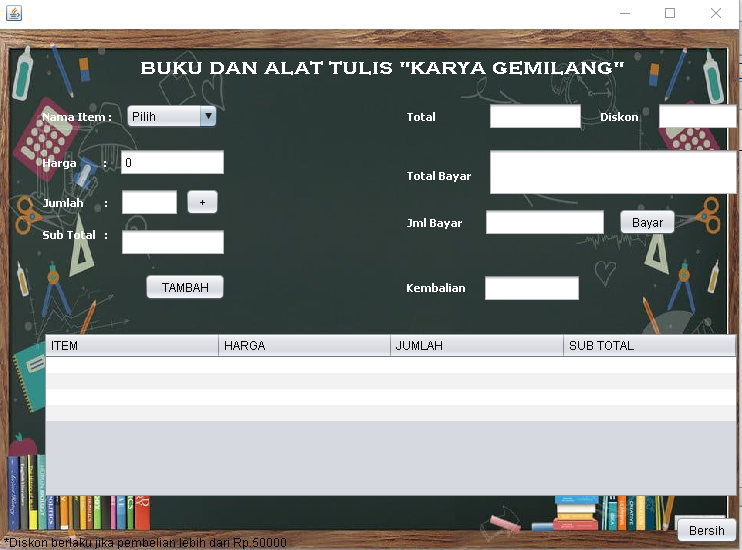 BUKU DAN ALAT TULIS "KARYA GEMILANG"
Nama Item : Pilih
Total
Diskon
Harga : 0
Total Bayar
Jumlah : +
Jml Bayar
Bayar
Sub Total :
TAMBAH
Kembalian
ITEM HARGA JUMLAH SUB TOTAL
Bersih
*Diskon berlaku jika pembelian lebih dari Rp.50000